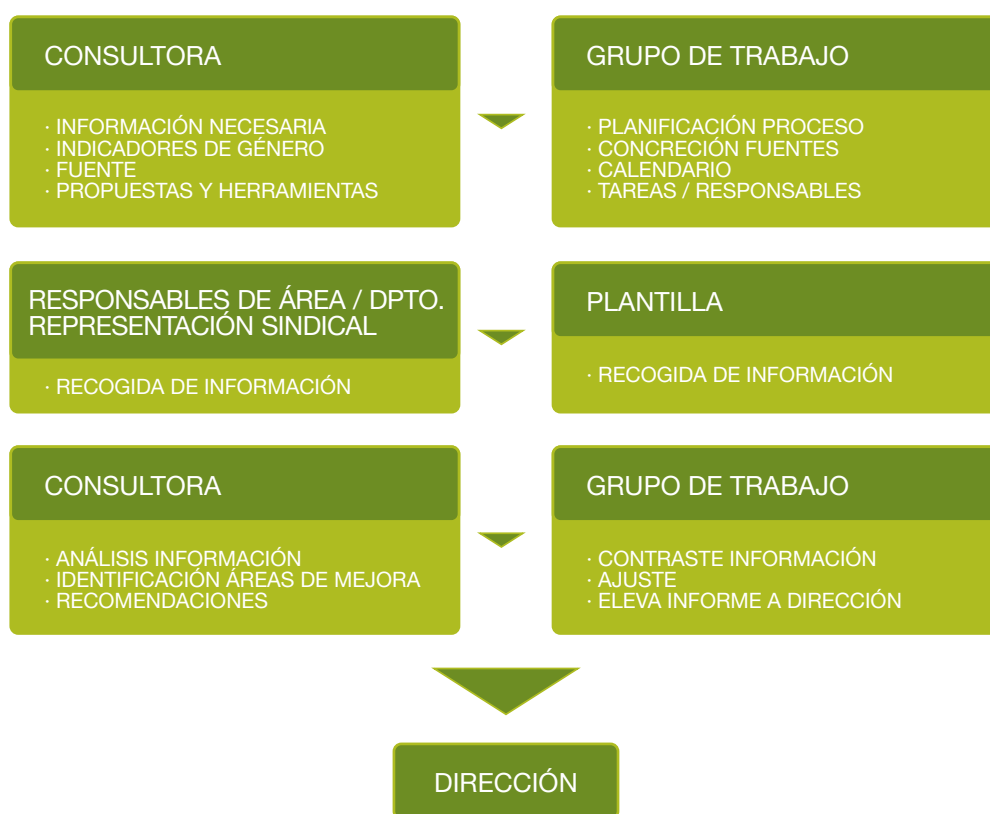 CONSULTORA
· INFORMACIÓN NECESARIA
· INDICADORES DE GÉNERO
· FUENTE
· PROPUESTAS Y HERRAMIENTAS
GRUPO DE TRABAJO
· PLANIFICACIÓN PROCESO
· CONCRECIÓN FUENTES
· CALENDARIO
· TAREAS / RESPONSABLES
RESPONSABLES DE ÁREA / DPTO.
REPRESENTACIÓN SINDICAL
· RECOGIDA DE INFORMACIÓN
PLANTILLA
· RECOGIDA DE INFORMACIÓN
CONSULTORA
· ANÁLISIS INFORMACIÓN
· IDENTIFICACIÓN ÁREAS DE MEJORA
· RECOMENDACIONES
GRUPO DE TRABAJO
· CONTRASTE INFORMACIÓN
· AJUSTE
· ELEVA INFORME A DIRECCIÓN
DIRECCIÓN